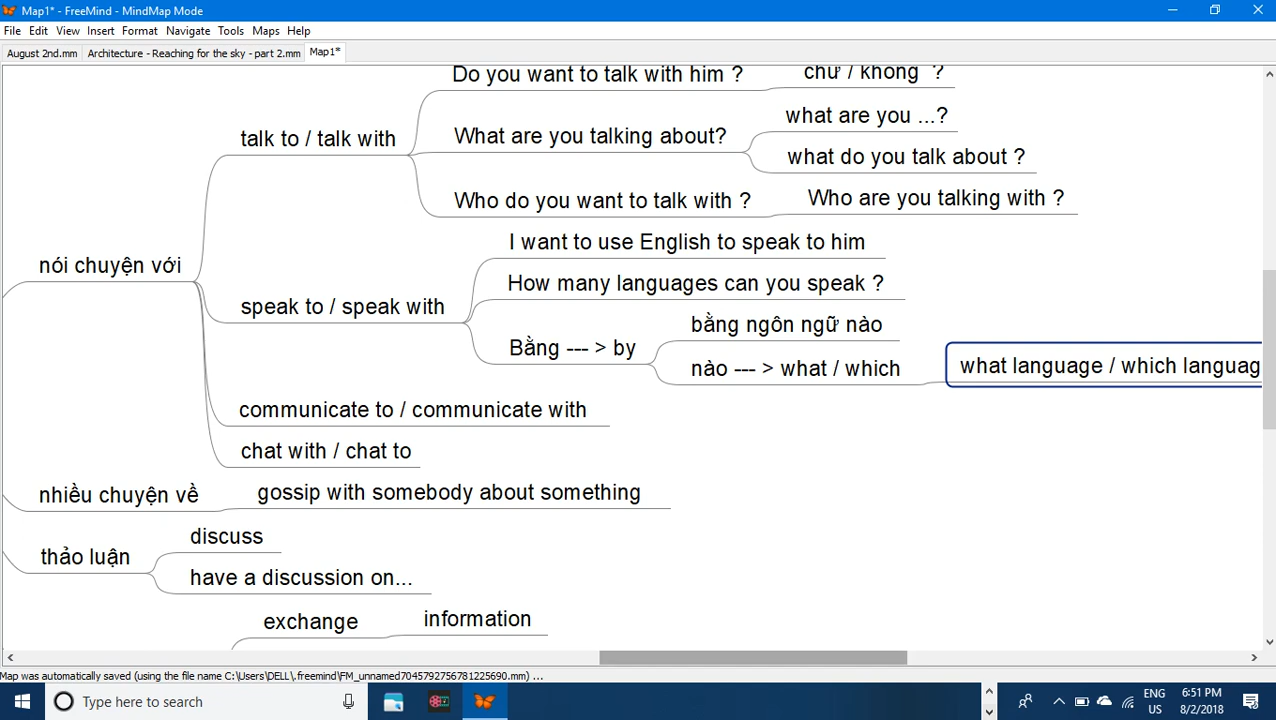 Map1* - FreeMind - MindMap Mode
File Edit View Insert Format Navigate Tools Maps Help
August 2nd.mm Architecture - Reaching for the sky - part 2.mm Map1*
Do you want to talk with him ? chứ / không ?
what are you ...?
talk to / talk with What are you talking about?
what do you talk about ?
Who do you want to talk with ? Who are you talking with ?
I want to use English to speak to him
nói chuyện với
How many languages can you speak ?
speak to / speak with
bằng ngôn ngữ nào
Bằng --- > by
nào --- > what / which what language / which languag
communicate to / communicate with
chat with / chat to
nhiều chuyện về gossip with somebody about something
discuss
thảo luận
have a discussion on...
exchange information
Map was automatically saved (using the file name C:\Users\DELL\.freemind\FM_unnamed7045792756781225690.mm) ...
Type here to search
ENG 6:51 PM
US 8/2/2018